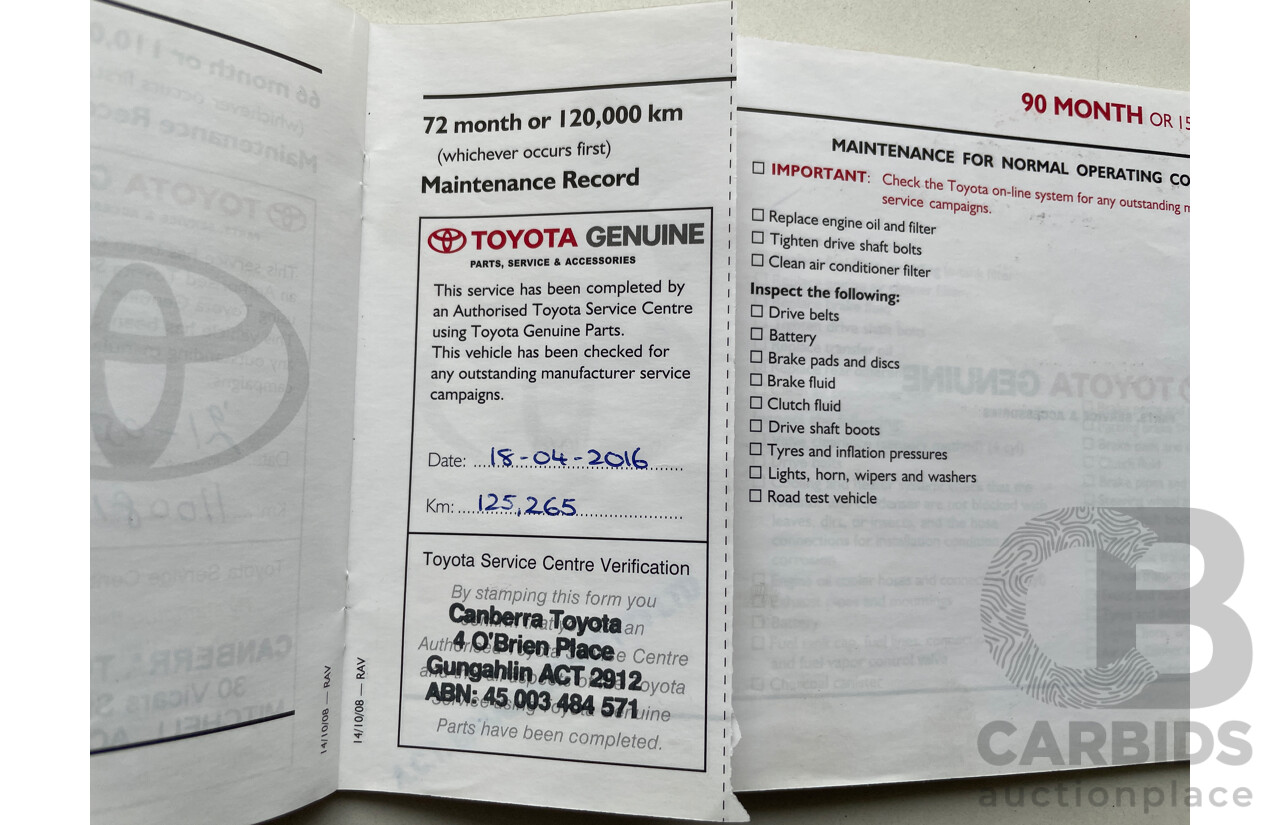 72 month or 120,000 km
(whichever occurs first)
Maintenance Record
TOYOTA GENUINE
PARTS, SERVICE & ACCESSORIES
This service has been completed by
an Authorised Toyota Service Centre
using Toyota Genuine Parts.
This vehicle has been checked for
any outstanding manufacturer service
campaigns.
Date: 18-04-2016
Km: 125,265
Toyota Service Centre Verification
By stamping this form you
Canberra Toyota
4 O'Brien Place
Gungahlin ACT 2912
ABN: 45 003 484 571
Parts have been completed.
14/10/08 — RAV
14/10/08 — RAV
90 MONTH OR 15
MAINTENANCE FOR NORMAL OPERATING CO
IMPORTANT: Check the Toyota on-line system for any outstanding m
service campaigns.
Replace engine oil and filter
Tighten drive shaft bolts
Clean air conditioner filter
Inspect the following:
Drive belts
Battery
Brake pads and discs
Brake fluid
Clutch fluid
Drive shaft boots
Tyres and inflation pressures
Lights, horn, wipers and washers
Road test vehicle
CB
CARBIDS
auctionplace